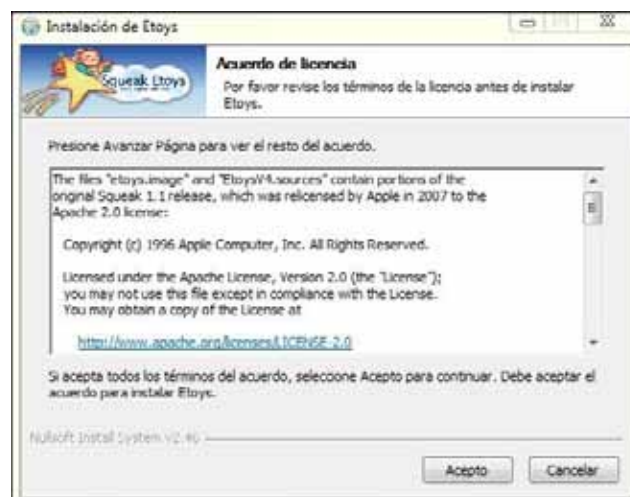 Instalación de Etoys
Squeak Etoys
Acuerdo de licencia
Por favor revise los términos de la licencia antes de instalar
Etoys.
Presione Avanzar Página para ver el resto del acuerdo.
The files "etoys.image" and "EtoysV4.sources" contain portions of the
original Squeak 1.1 release, which was relicensed by Apple in 2007 to the
Apache 2.0 license:
Copyright (c) 1996 Apple Computer, Inc. All Rights Reserved.
Licensed under the Apache License, Version 2.0 (the "License");
you may not use this file except in compliance with the License.
You may obtain a copy of the License at
http://www.apache.org/licenses/LICENSE-2.0
Si acepta todos los términos del acuerdo, seleccione Acepto para continuar. Debe aceptar el
acuerdo para instalar Etoys.
Nullsoft Install System v2.46
Acepto
Cancelar